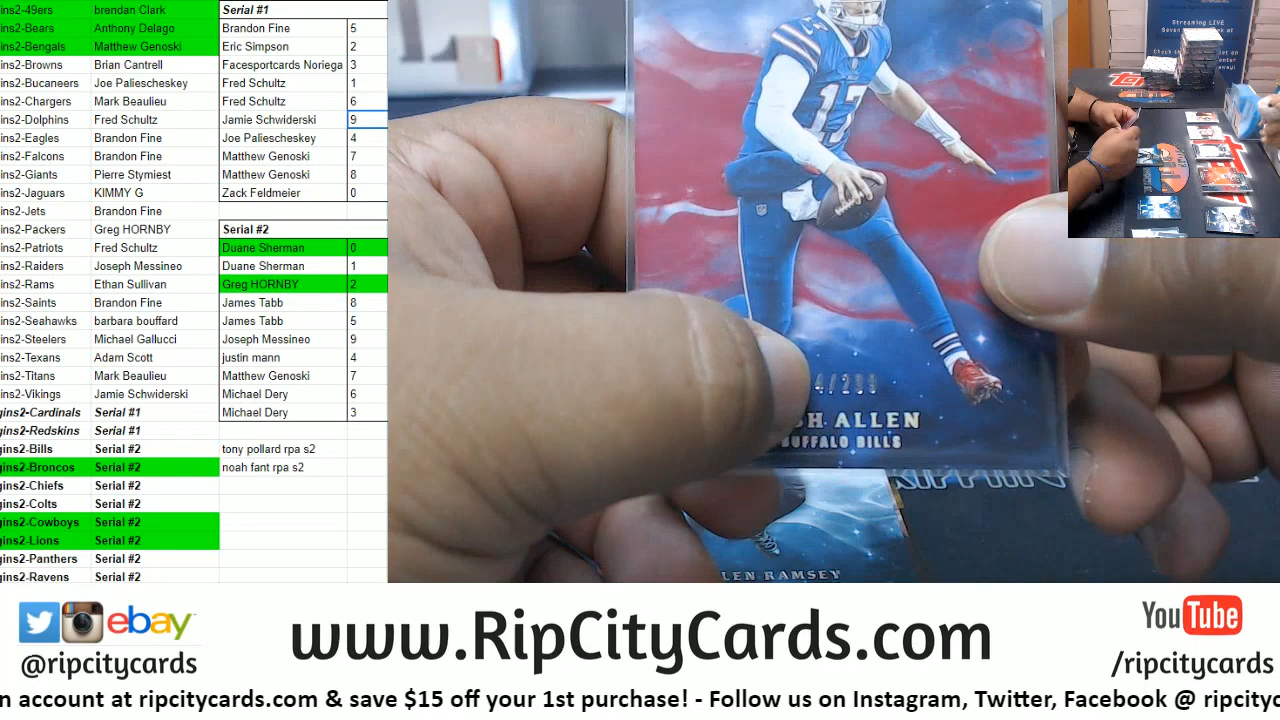 ins2-49ers brendan Clark
ins2-Bears Anthony Delago
ins2-Bengals Matthew Genoski
ins2-Browns Brian Cantrell
ins2-Bucaneers Joe Paliescheskey
ins2-Chargers Mark Beaulieu
ins2-Dolphins Fred Schultz
ins2-Eagles Brandon Fine
ins2-Falcons Brandon Fine
ins2-Giants Pierre Stymiest
ins2-Jaguars KIMMY G
ins2-Jets Brandon Fine
ins2-Packers Greg HORNBY
ins2-Patriots Fred Schultz
ins2-Raiders Joseph Messineo
ins2-Rams Ethan Sullivan
ins2-Saints Brandon Fine
ins2-Seahawks barbara bouffard
ins2-Steelers Michael Gallucci
ins2-Texans Adam Scott
ins2-Titans Mark Beaulieu
ins2-Vikings Jamie Schwiderski
gins2-Cardinals Serial #1
gins2-Redskins Serial #1
gins2-Bills Serial #2
gins2-Broncos Serial #2
gins2-Chiefs Serial #2
gins2-Colts Serial #2
gins2-Cowboys Serial #2
gins2-Lions Serial #2
gins2-Panthers Serial #2
gins2-Ravens Serial #2
Serial #1
Brandon Fine 5
Eric Simpson 2
Facesportcards Noriega 3
Fred Schultz 1
Fred Schultz 6
Jamie Schwiderski 9
Joe Paliescheskey 4
Matthew Genoski 7
Matthew Genoski 8
Zack Feldmeier 0
Serial #2
Duane Sherman 0
Duane Sherman 1
Greg HORNBY 2
James Tabb 8
James Tabb 5
Joseph Messineo 9
justin mann 4
Matthew Genoski 7
Michael Dery 6
Michael Dery 3
tony pollard rpa s2
noah fant rpa s2
17
4/299
SH ALLEN
BUFFALO BILLS
LEN RAMSEY
Streaming LIVE
ebay
@ripcitycards
www.RipCityCards.com
YouTube
/ripcitycards
n account at ripcitycards.com & save $15 off your 1st purchase! - Follow us on Instagram, Twitter, Facebook @ ripcityc